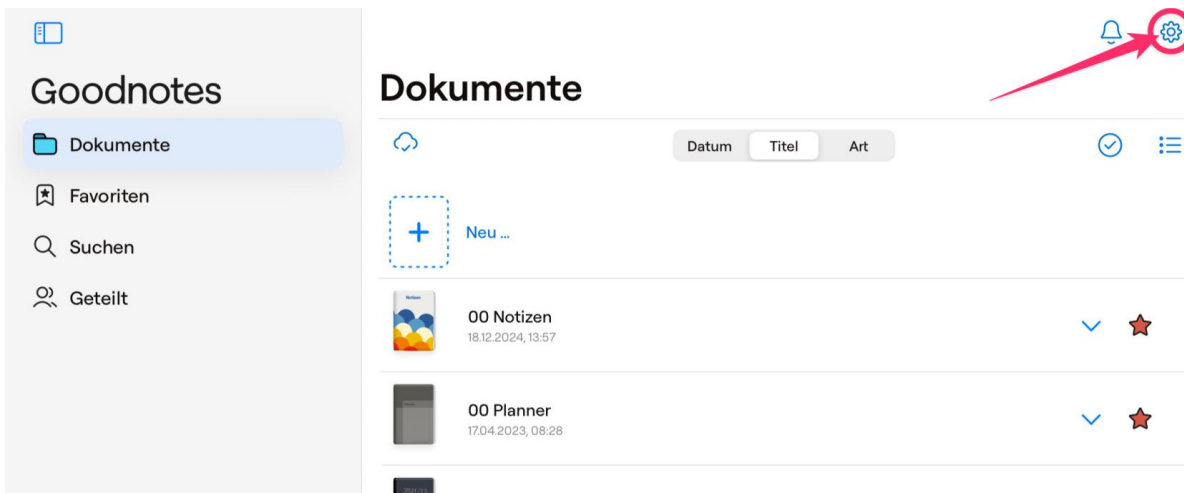 Goodnotes
Dokumente
Favoriten
Suchen
Geteilt
Dokumente
Datum Titel Art
Neu ...
Notizen
00 Notizen
18.12.2024, 13:57
00 Planner
17.04.2023, 08:28